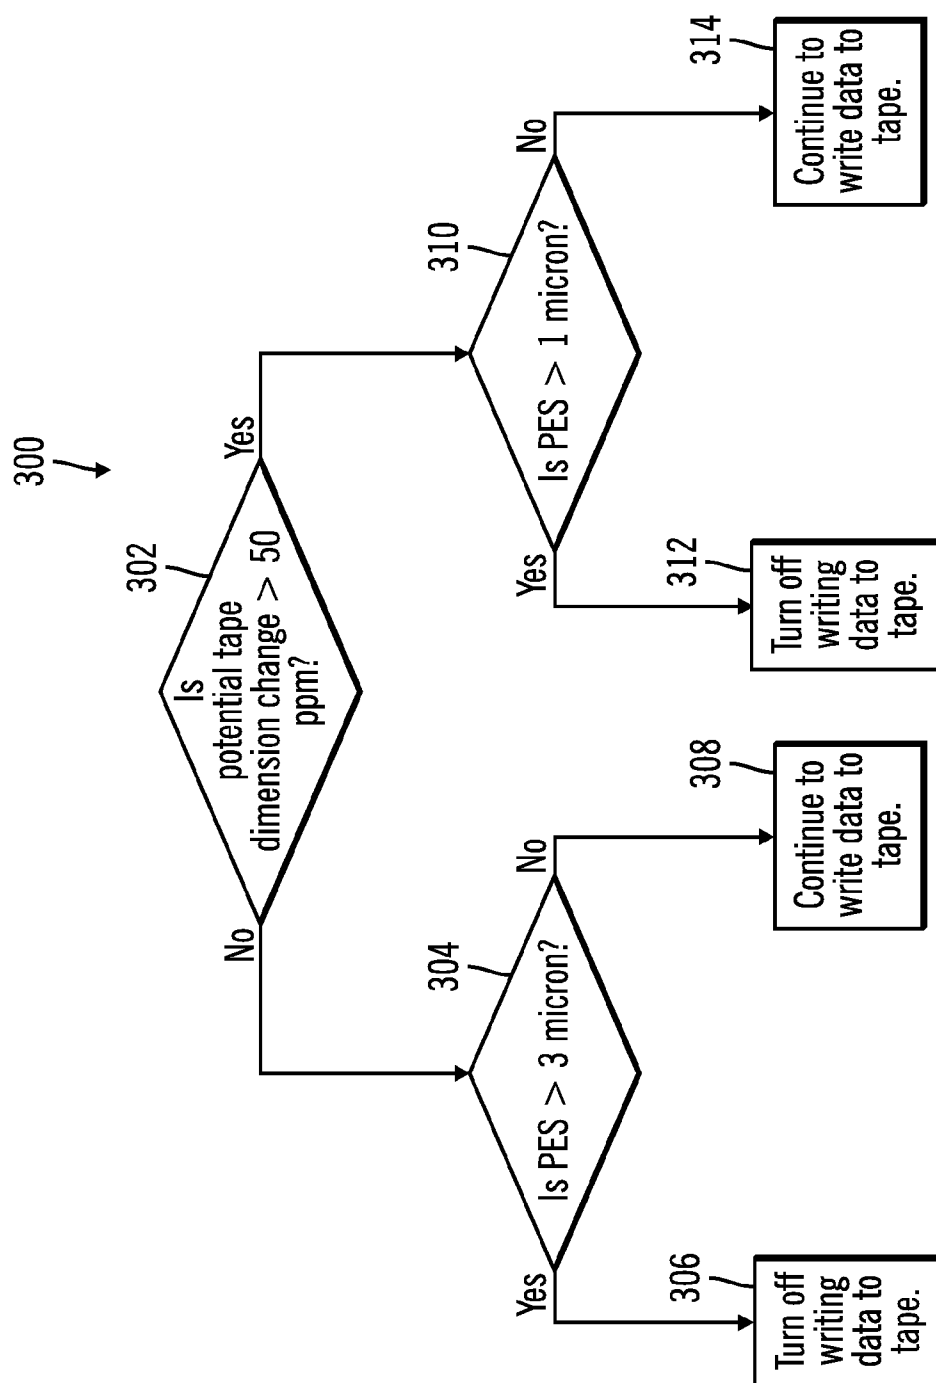 300
302
Is
potential tape
dimension change > 50
ppm?
No
Yes
304
Is PES > 3 micron?
Yes
No
310
Is PES > 1 micron?
Yes
No
306
Turn off
writing
data to
tape.
308
Continue to
write data to
tape.
312
Turn off
writing
data to
tape.
314
Continue to
write data to
tape.